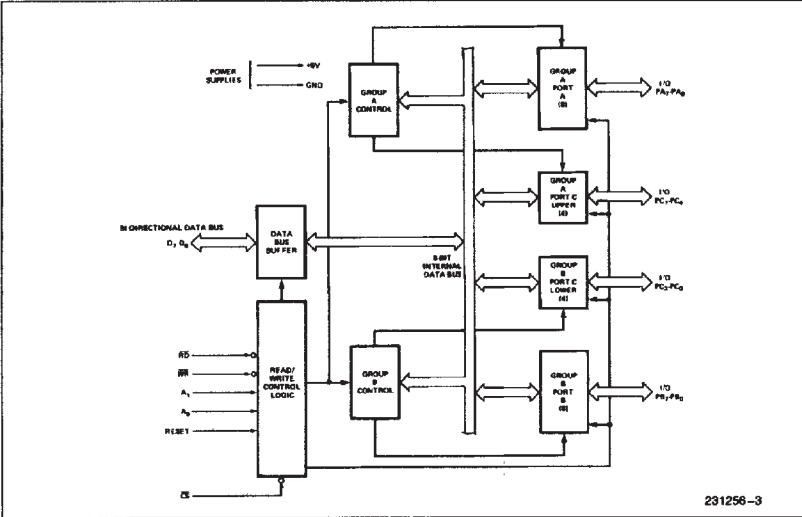 POWER
SUPPLIES
+5V
GND
GROUP
A
CONTROL
GROUP
A
PORT
A
(8)
I/O
PA7-PA0
GROUP
A
PORT C
UPPER
(4)
I/O
PC7-PC4
BI DIRECTIONAL DATA BUS
D7 D0
DATA
BUS
BUFFER
8-BIT
INTERNAL
DATA BUS
GROUP
B
PORT C
LOWER
(4)
I/O
PC3-PC0
RD
WR
A1
A0
RESET
CS
READ/
WRITE
CONTROL
LOGIC
GROUP
B
CONTROL
GROUP
B
PORT
B
(8)
I/O
PB7-PB0
231256-3